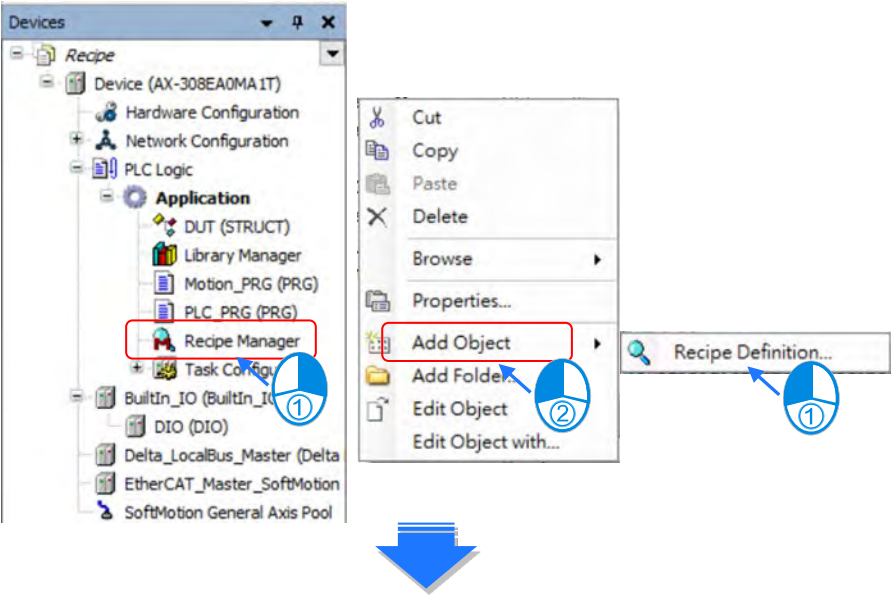 Devices
Recipe
Device (AX-308EA0MA1T)
Hardware Configuration
Network Configuration
PLC Logic
Application
DUT (STRUCT)
Library Manager
Motion_PRG (PRG)
PLC_PRG (PRG)
Recipe Manager
Task Configu
BuiltIn_IO (BuiltIn_IO
DIO (DIO)
Delta_LocalBus_Master (Delta
EtherCAT_Master_SoftMotion
SoftMotion General Axis Pool
①
Cut
Copy
Paste
Delete
Browse
Properties...
Add Object
Add Folder...
Edit Object
Edit Object with...
②
Recipe Definition...
①